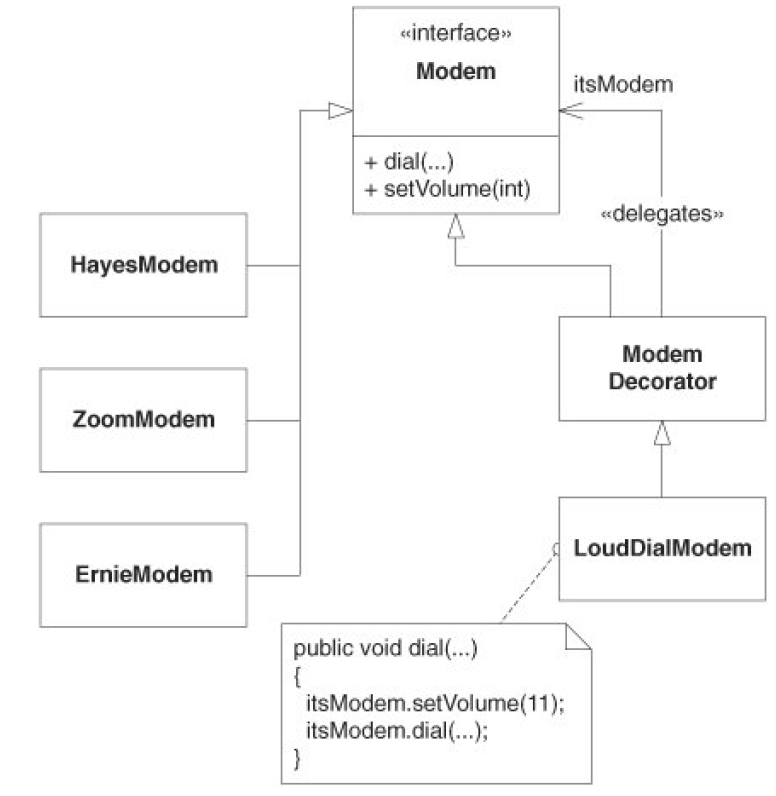 «interface»
Modem
itsModem
+ dial(...)
+ setVolume(int)
«delegates»
HayesModem
Modem
Decorator
ZoomModem
LoudDialModem
ErnieModem
public void dial(...)
{
itsModem.setVolume(11);
itsModem.dial(...);
}